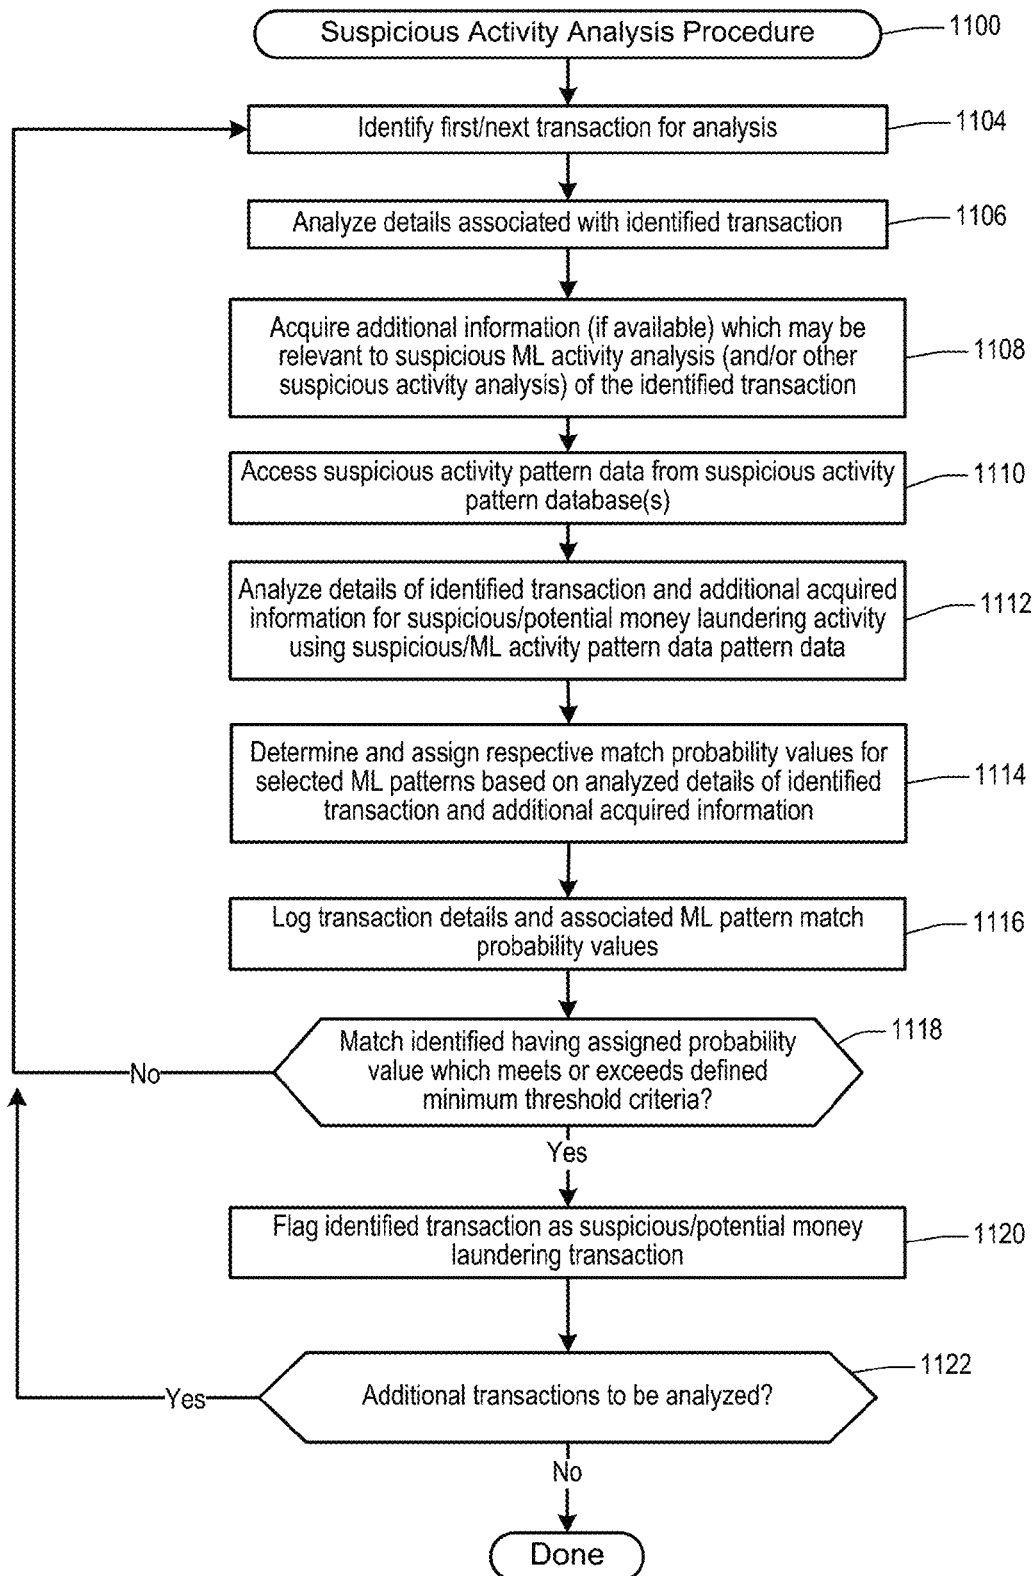 Suspicious Activity Analysis Procedure
1100
Identify first/next transaction for analysis
1104
Analyze details associated with identified transaction
1106
Acquire additional information (if available) which may be
relevant to suspicious ML activity analysis (and/or other
suspicious activity analysis) of the identified transaction
1108
Access suspicious activity pattern data from suspicious activity
pattern database(s)
1110
Analyze details of identified transaction and additional acquired
information for suspicious/potential money laundering activity
using suspicious/ML activity pattern data pattern data
1112
Determine and assign respective match probability values for
selected ML patterns based on analyzed details of identified
transaction and additional acquired information
1114
Log transaction details and associated ML pattern match
probability values
1116
Match identified having assigned probability
value which meets or exceeds defined
minimum threshold criteria?
1118
No
Yes
Flag identified transaction as suspicious/potential money
laundering transaction
1120
Additional transactions to be analyzed?
1122
Yes
No
Done